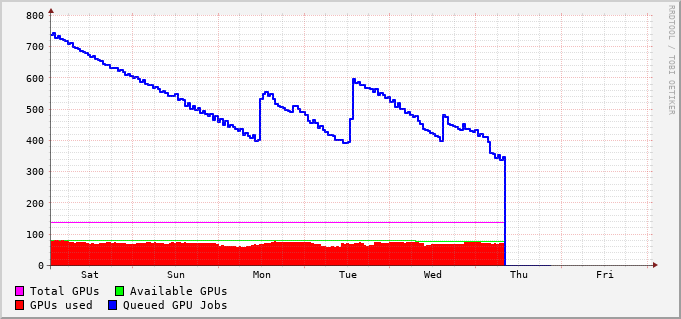 800
700
600
500
400
300
200
100
0
Sat Sun Mon Tue Wed Thu Fri
Total GPUs Available GPUs
GPUs used Queued GPU Jobs
RRDTOOL / TOBI OETIKER